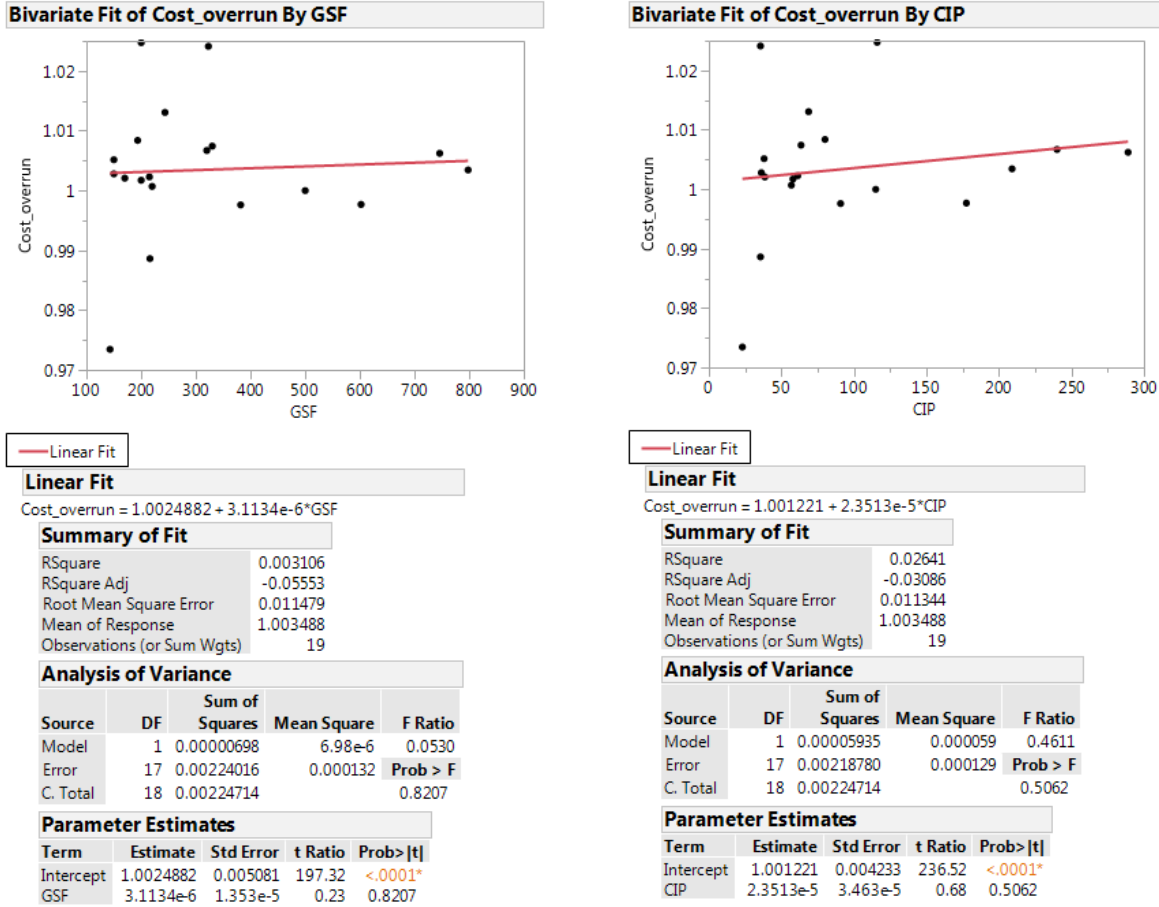 Bivariate Fit of Cost_overrun By GSF
1.02
1.01
1
0.99
0.98
0.97
Cost_overrun
100 200 300 400 500 600 700 800 900
GSF
Linear Fit
Linear Fit
Cost_overrun = 1.0024882 + 3.1134e-6*GSF
Summary of Fit
RSquare 0.003106
RSquare Adj -0.05553
Root Mean Square Error 0.011479
Mean of Response 1.003488
Observations (or Sum Wgts) 19
Analysis of Variance
Sum of
Source DF Squares Mean Square F Ratio
Model 1 0.00000698 6.98e-6 0.0530
Error 17 0.00224016 0.000132 Prob > F
C. Total 18 0.00224714 0.8207
Parameter Estimates
Term Estimate Std Error t Ratio Prob>|t|
Intercept 1.0024882 0.005081 197.32 <.0001*
GSF 3.1134e-6 1.353e-5 0.23 0.8207
Bivariate Fit of Cost_overrun By CIP
1.02
1.01
1
0.99
0.98
0.97
Cost_overrun
0 50 100 150 200 250 300
CIP
Linear Fit
Linear Fit
Cost_overrun = 1.001221 + 2.3513e-5*CIP
Summary of Fit
RSquare 0.02641
RSquare Adj -0.03086
Root Mean Square Error 0.011344
Mean of Response 1.003488
Observations (or Sum Wgts) 19
Analysis of Variance
Sum of
Source DF Squares Mean Square F Ratio
Model 1 0.00005935 0.000059 0.4611
Error 17 0.00218780 0.000129 Prob > F
C. Total 18 0.00224714 0.5062
Parameter Estimates
Term Estimate Std Error t Ratio Prob>|t|
Intercept 1.001221 0.004233 236.52 <.0001*
CIP 2.3513e-5 3.463e-5 0.68 0.5062